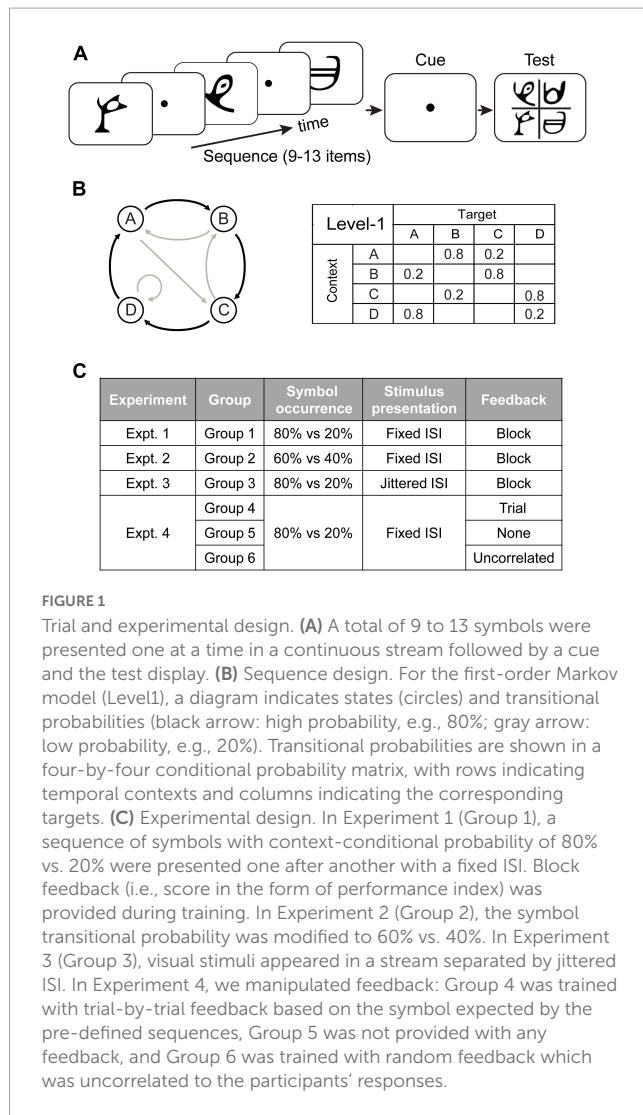 A
Cue
Test
time
Sequence (9-13 items)
B
A
B
D
C
Level-1
Target
A B C D
Context
A 0.8 0.2
B 0.2 0.8
C 0.2 0.8
D 0.8 0.2
C
Experiment Group Symbol occurrence Stimulus presentation Feedback
Expt. 1 Group 1 80% vs 20% Fixed ISI Block
Expt. 2 Group 2 60% vs 40% Fixed ISI Block
Expt. 3 Group 3 80% vs 20% Jittered ISI Block
Expt. 4 Group 4 80% vs 20% Fixed ISI Trial
Group 5 None
Group 6 Uncorrelated
FIGURE 1
Trial and experimental design. (A) A total of 9 to 13 symbols were
presented one at a time in a continuous stream followed by a cue
and the test display. (B) Sequence design. For the first-order Markov
model (Level1), a diagram indicates states (circles) and transitional
probabilities (black arrow: high probability, e.g., 80%; gray arrow:
low probability, e.g., 20%). Transitional probabilities are shown in a
four-by-four conditional probability matrix, with rows indicating
temporal contexts and columns indicating the corresponding
targets. (C) Experimental design. In Experiment 1 (Group 1), a
sequence of symbols with context-conditional probability of 80%
vs. 20% were presented one after another with a fixed ISI. Block
feedback (i.e., score in the form of performance index) was
provided during training. In Experiment 2 (Group 2), the symbol
transitional probability was modified to 60% vs. 40%. In Experiment
3 (Group 3), visual stimuli appeared in a stream separated by jittered
ISI. In Experiment 4, we manipulated feedback: Group 4 was trained
with trial-by-trial feedback based on the symbol expected by the
pre-defined sequences, Group 5 was not provided with any
feedback, and Group 6 was trained with random feedback which
was uncorrelated to the participants' responses.